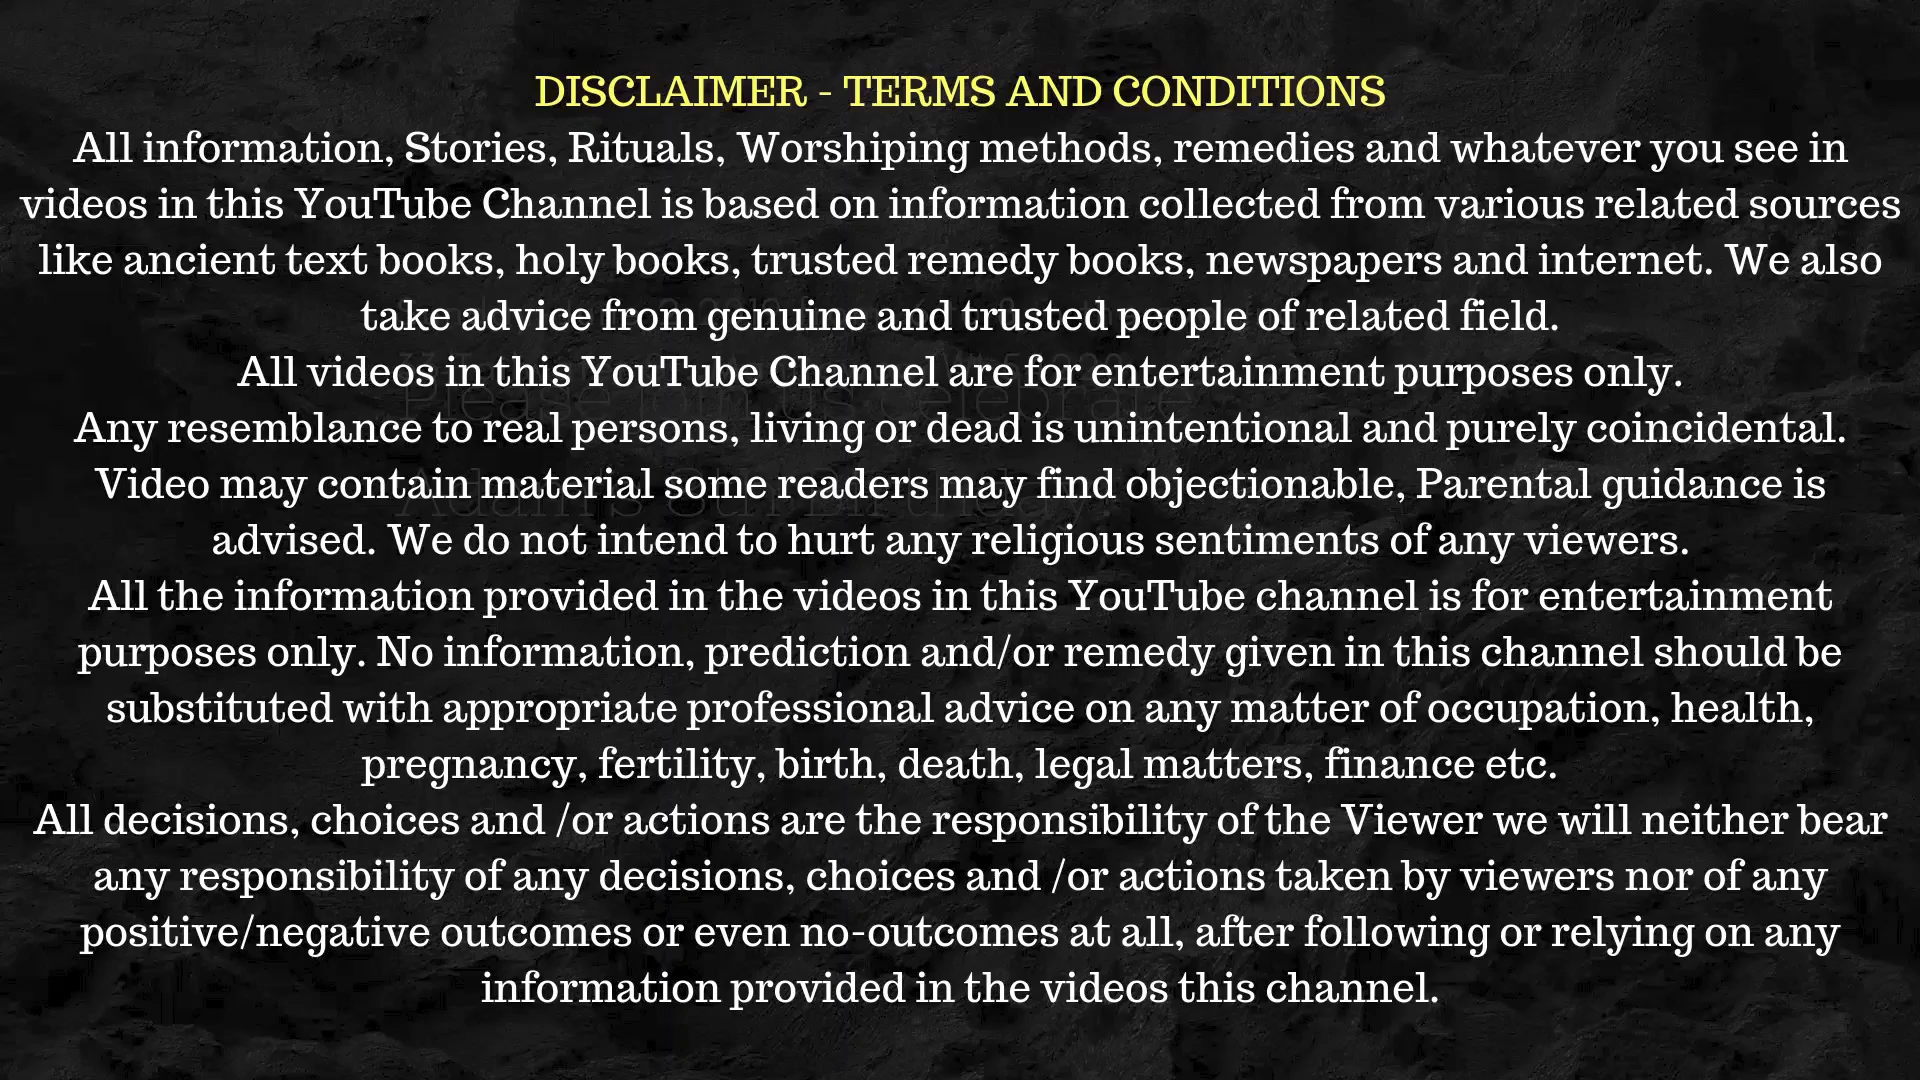 DISCLAIMER - TERMS AND CONDITIONS
All information, Stories, Rituals, Worshiping methods, remedies and whatever you see in
videos in this YouTube Channel is based on information collected from various related sources
like ancient text books, holy books, trusted remedy books, newspapers and internet. We also
take advice from genuine and trusted people of related field.
All videos in this YouTube Channel are for entertainment purposes only.
Please join us celebrate
Any resemblance to real persons, living or dead is unintentional and purely coincidental.
Video may contain material some readers may find objectionable, Parental guidance is
Adam's 8th Birthday!
advised. We do not intend to hurt any religious sentiments of any viewers.
All the information provided in the videos in this YouTube channel is for entertainment
purposes only. No information, prediction and/or remedy given in this channel should be
substituted with appropriate professional advice on any matter of occupation, health,
pregnancy, fertility, birth, death, legal matters, finance etc.
All decisions, choices and /or actions are the responsibility of the Viewer we will neither bear
any responsibility of any decisions, choices and /or actions taken by viewers nor of any
positive/negative outcomes or even no-outcomes at all, after following or relying on any
information provided in the videos this channel.